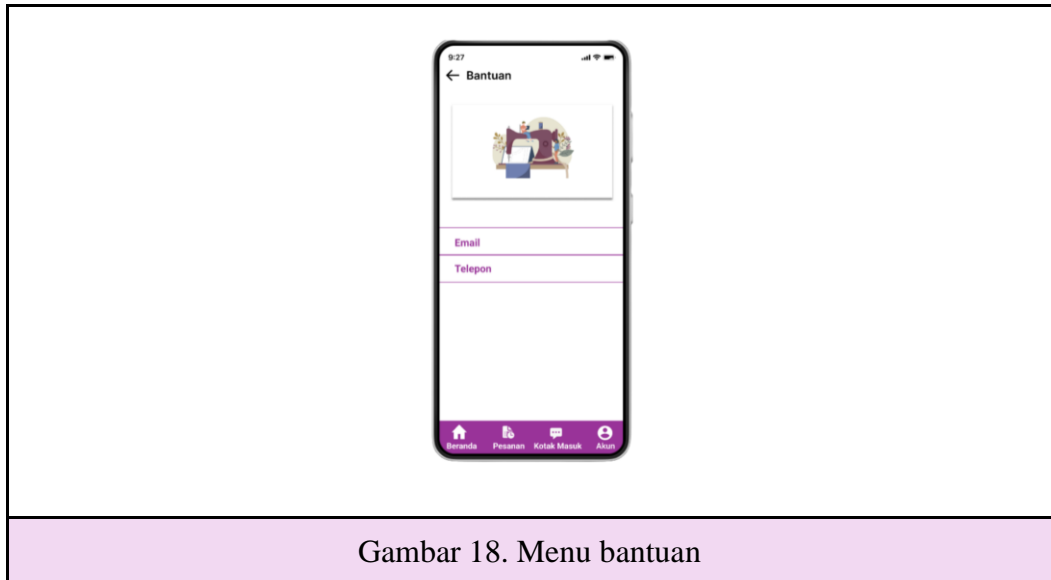 9:27
Bantuan
Email
Telepon
Beranda Pesanan Kotak Masuk Akun
Gambar 18. Menu bantuan